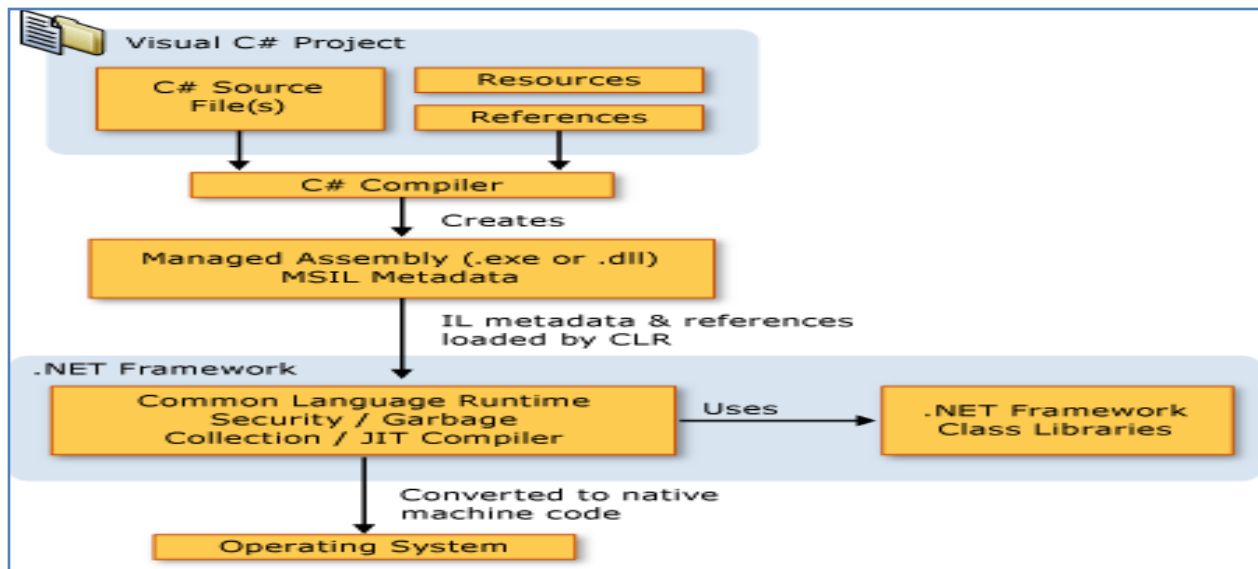 Visual C# Project
C# Source
File(s)
Resources
References
C# Compiler
Creates
Managed Assembly (.exe or .dll)
MSIL Metadata
IL metadata & references
loaded by CLR
.NET Framework
Common Language Runtime
Security / Garbage
Collection / JIT Compiler
Uses
.NET Framework
Class Libraries
Converted to native
machine code
Operating System